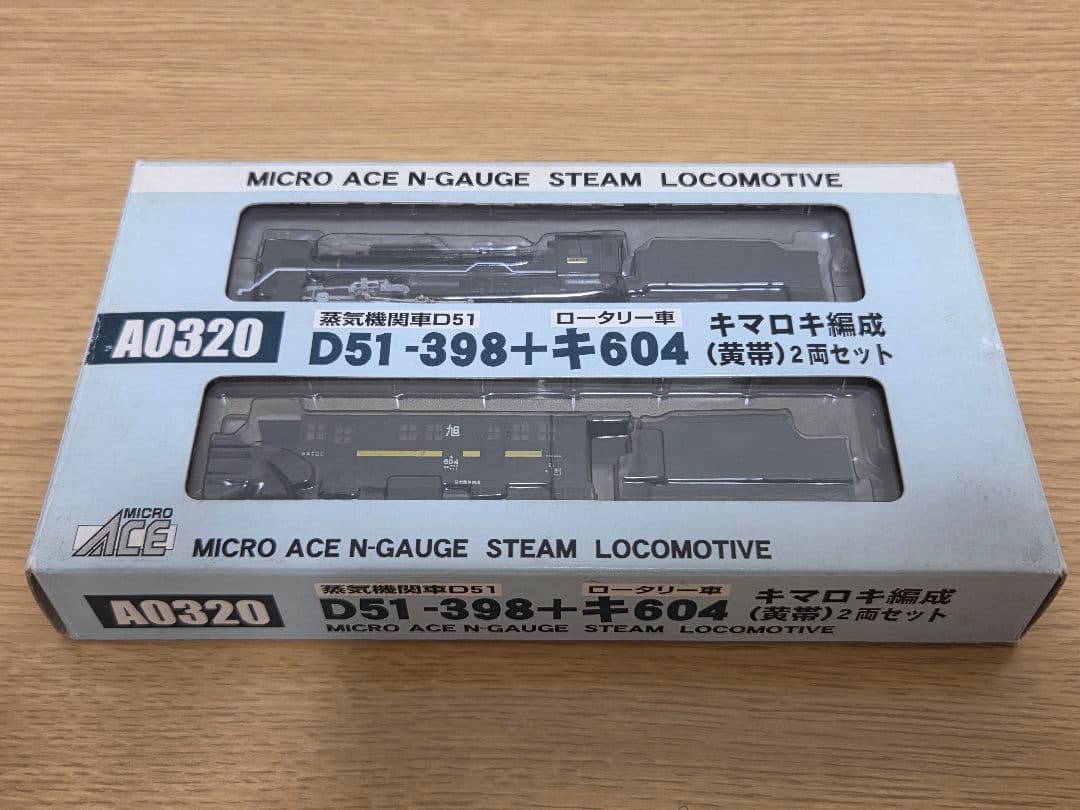 MICRO ACE N-GAUGE STEAM LOCOMOTIVE
A0320
蒸気機関車D51 ロータリー車
D51-398+キ604
キマロキ編成
(黄帯)2両セット
旭
604
MICRO ACE
MICRO ACE N-GAUGE STEAM LOCOMOTIVE
A0320
蒸気機関車D51 ロータリー車
D51-398+キ604
キマロキ編成
(黄帯)2両セット
MICRO ACE N-GAUGE STEAM LOCOMOTIVE